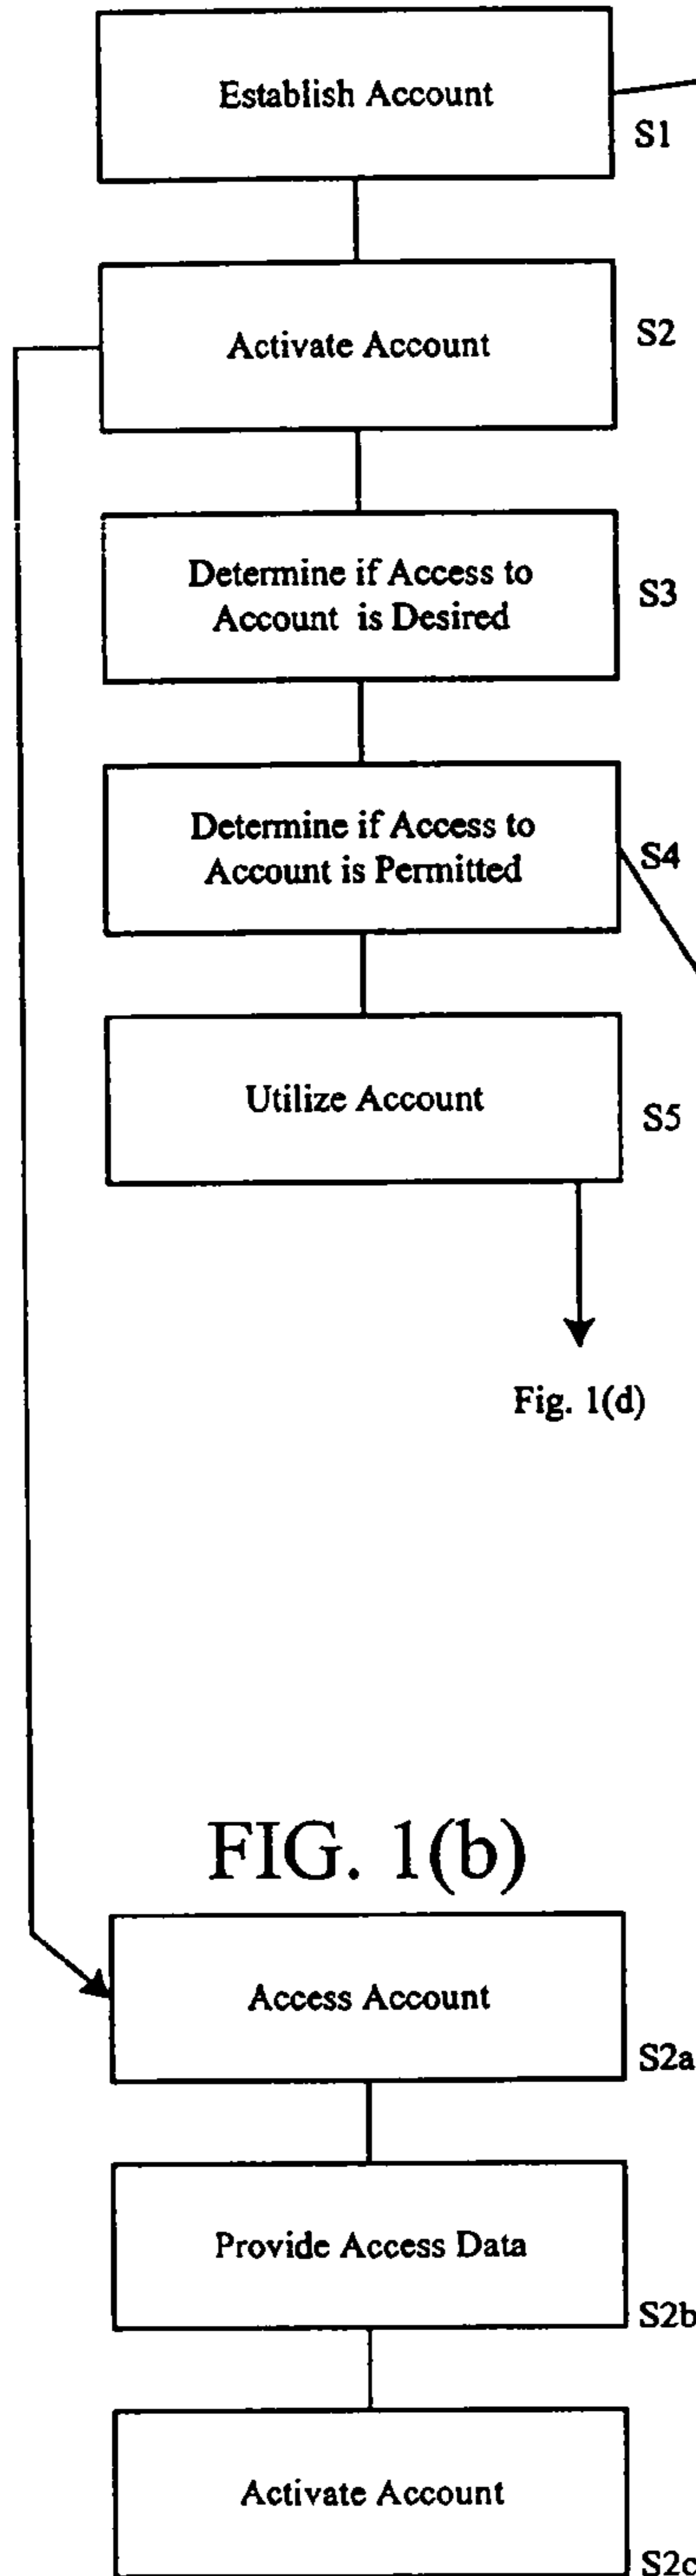 Establish Account
S1
Activate Account
S2
Determine if Access to
Account is Desired
S3
Determine if Access to
Account is Permitted
S4
Utilize Account
S5
Fig. 1(d)
FIG. 1(b)
Access Account
S2a
Provide Access Data
S2b
Activate Account
S2c